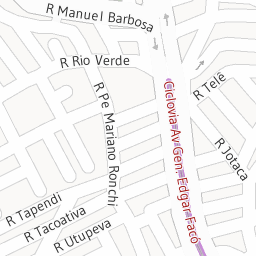 R Manuel Barbosa
R Rio Verde
R Telê
Ciclovia Av Gen. Edgar Facó
R Pe Mariano Ronchi
R Jotaca
R Tapendi
R Tacoativa
R Utupeva